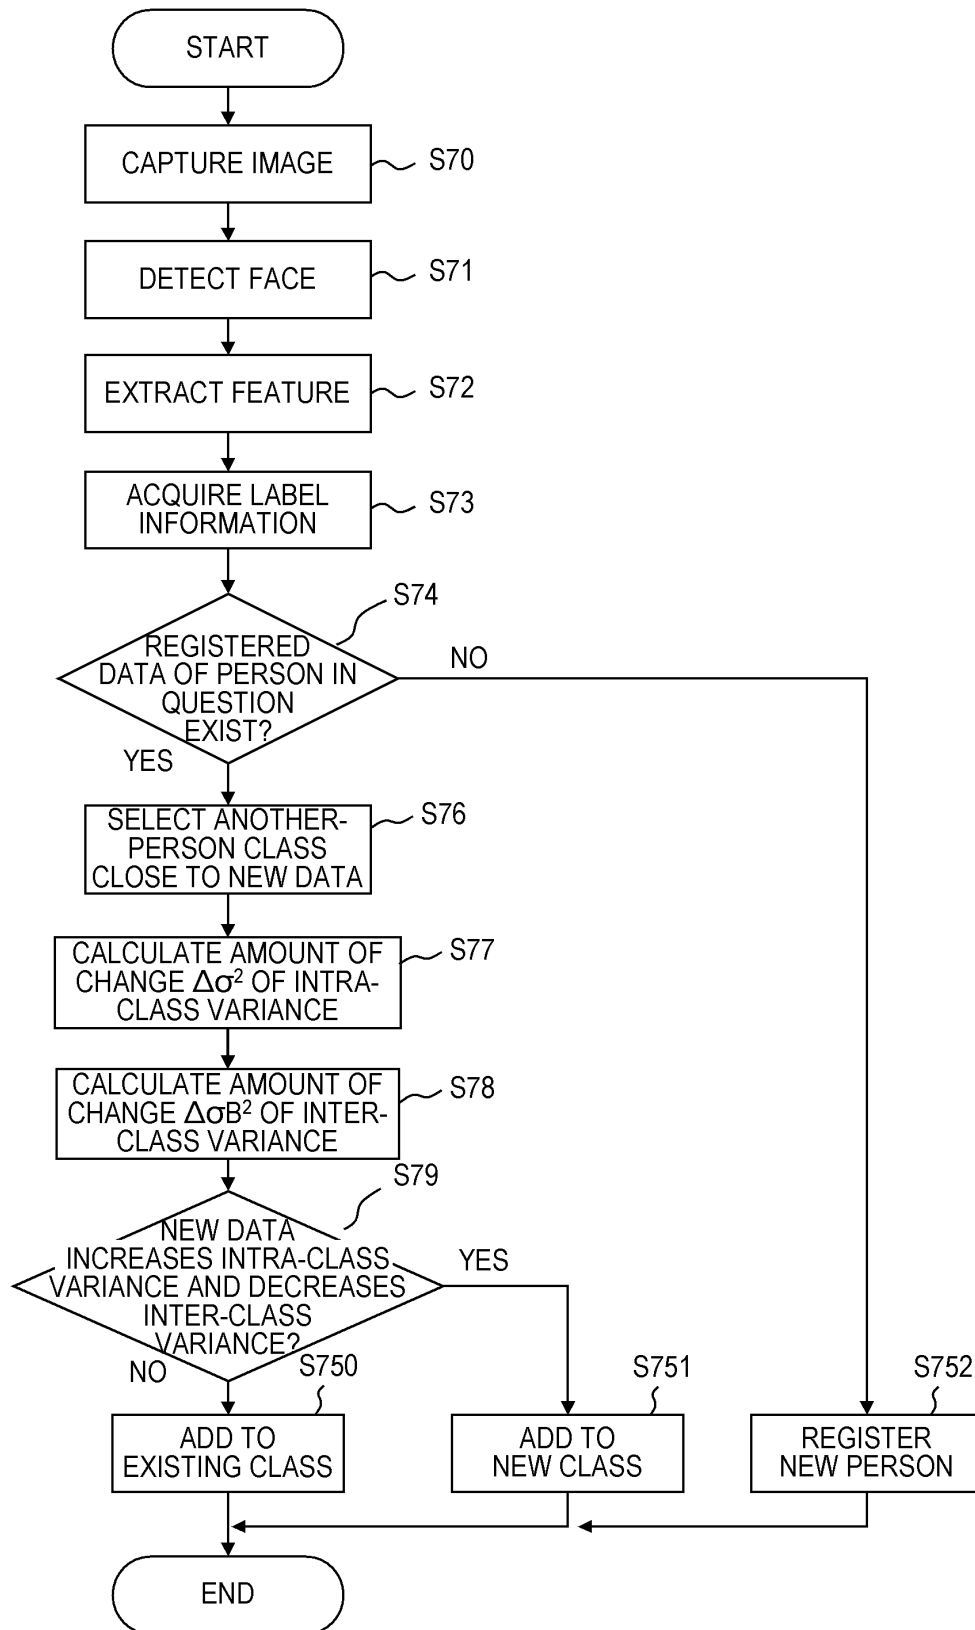 START
CAPTURE IMAGE
S70
DETECT FACE
S71
EXTRACT FEATURE
S72
ACQUIRE LABEL
INFORMATION
S73
S74
REGISTERED
DATA OF PERSON IN
QUESTION
EXIST?
NO
YES
SELECT ANOTHER-
PERSON CLASS
CLOSE TO NEW DATA
S76
CALCULATE AMOUNT OF
CHANGE Δσ² OF INTRA-
CLASS VARIANCE
S77
CALCULATE AMOUNT OF
CHANGE ΔσB² OF INTER-
CLASS VARIANCE
S78
S79
NEW DATA
INCREASES INTRA-CLASS
VARIANCE AND DECREASES
INTER-CLASS
VARIANCE?
YES
NO
S750
ADD TO
EXISTING CLASS
S751
ADD TO
NEW CLASS
S752
REGISTER
NEW PERSON
END